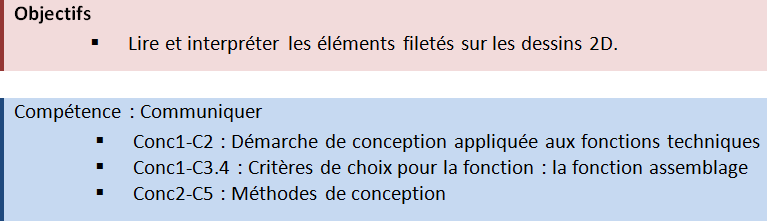 Objectifs
▪ Lire et interpréter les éléments filetés sur les dessins 2D.
Compétence : Communiquer
▪ Conc1-C2 : Démarche de conception appliquée aux fonctions techniques
▪ Conc1-C3.4 : Critères de choix pour la fonction : la fonction assemblage
▪ Conc2-C5 : Méthodes de conception